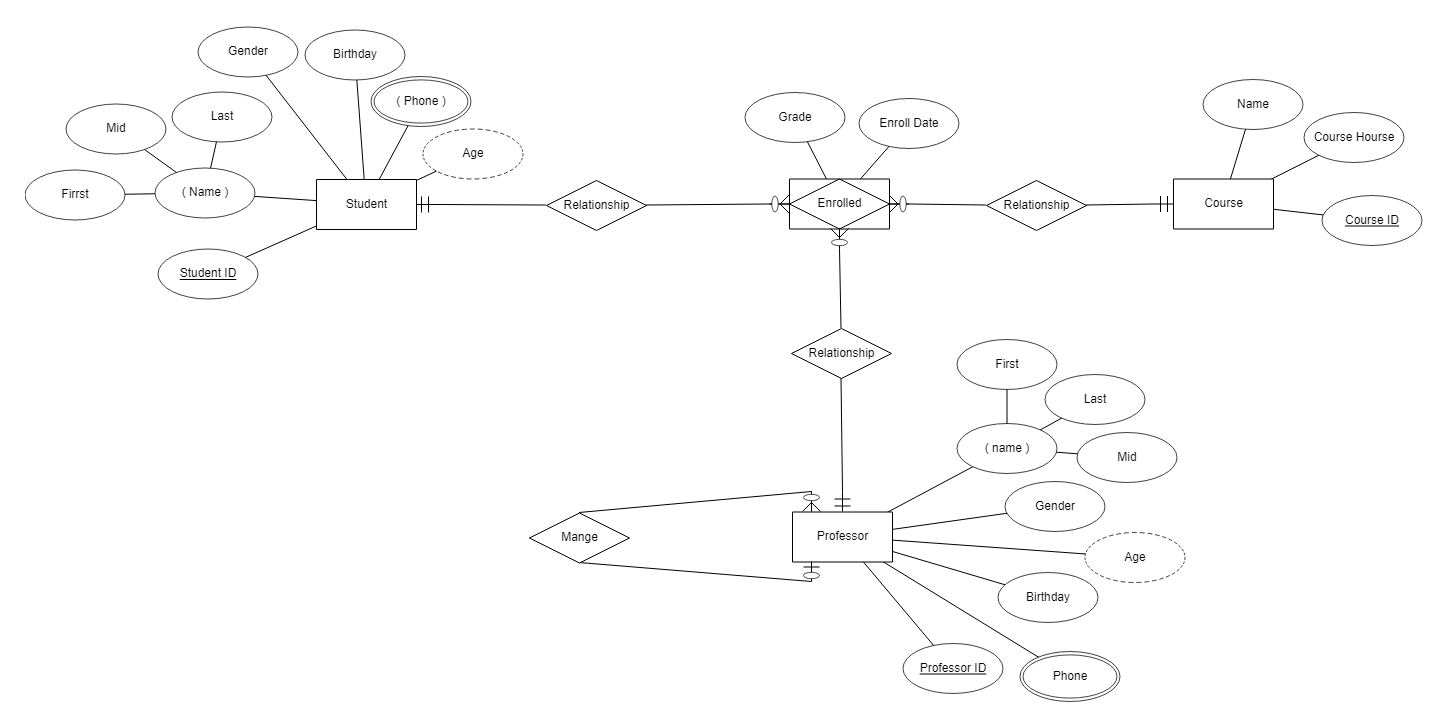 Gender
Birthday
( Phone )
Mid
Last
Age
Firrst
( Name )
Student
Student ID
Relationship
Grade
Enroll Date
Enrolled
Relationship
Name
Course Hourse
Course
Course ID
Relationship
First
Last
( name )
Mid
Gender
Mange
Professor
Age
Birthday
Professor ID
Phone